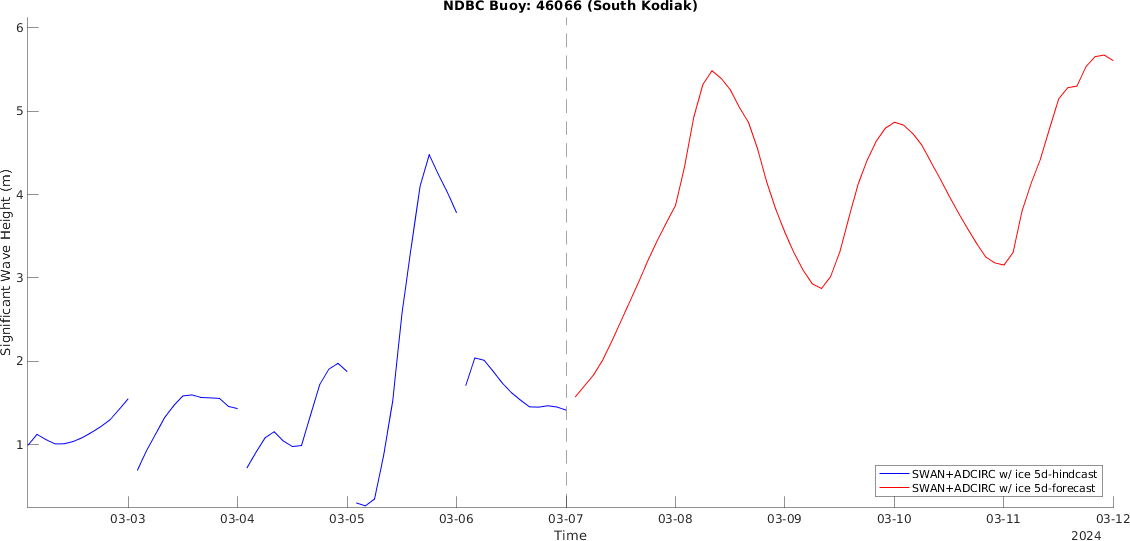 NDBC Buoy: 46066 (South Kodiak)
6
5
4
3
2
1
Significant Wave Height (m)
SWAN+ADCIRC w/ ice 5d-hindcast
SWAN+ADCIRC w/ ice 5d-forecast
03-03 03-04 03-05 03-06 03-07 03-08 03-09 03-10 03-11 03-12
Time
2024